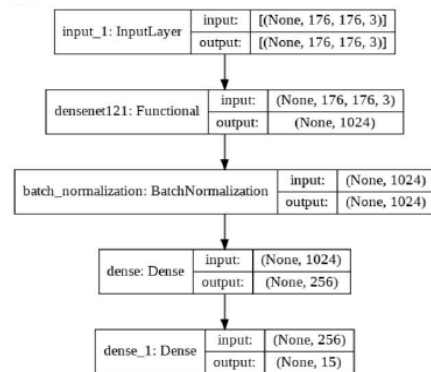 input_1: InputLayer
input: [(None, 176, 176, 3)]
output: [(None, 176, 176, 3)]
densenet121: Functional
input: (None, 176, 176, 3)
output: (None, 1024)
batch_normalization: BatchNormalization
input: (None, 1024)
output: (None, 1024)
dense: Dense
input: (None, 1024)
output: (None, 256)
dense_1: Dense
input: (None, 256)
output: (None, 15)